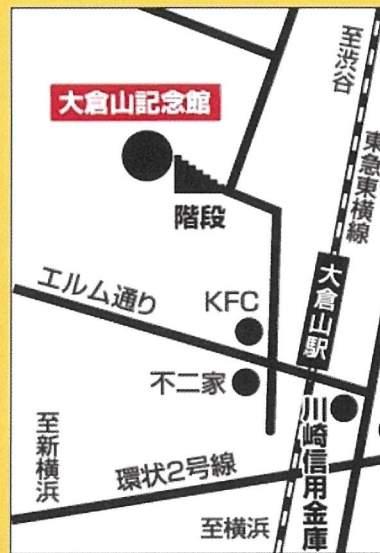 大倉山記念館
至渋谷
東急東横線
階段
エルム通り
KFC
大倉山駅
不二家
川崎信用金庫
至新横浜
環状2号線
至横浜